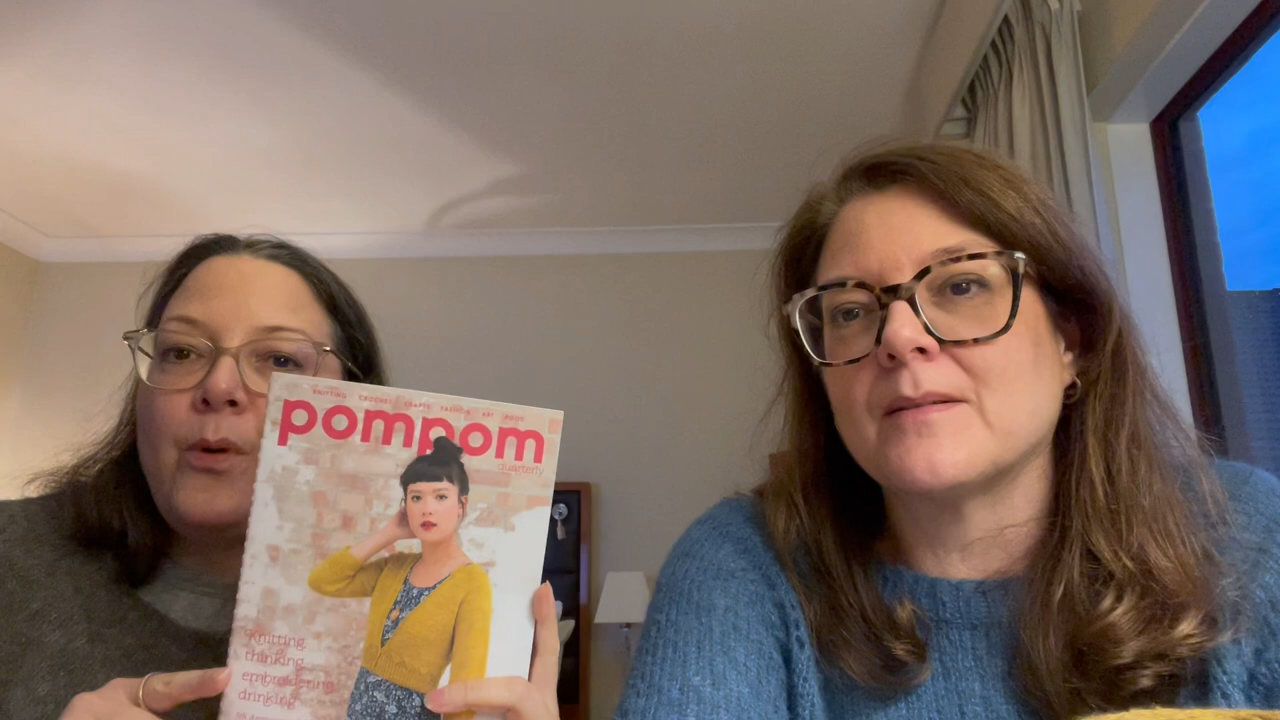 KNITTING CROCHET CRAFTS FASHION ART FOOD
pompom
quarterly
Knitting,
thinking,
embroidering,
drinking